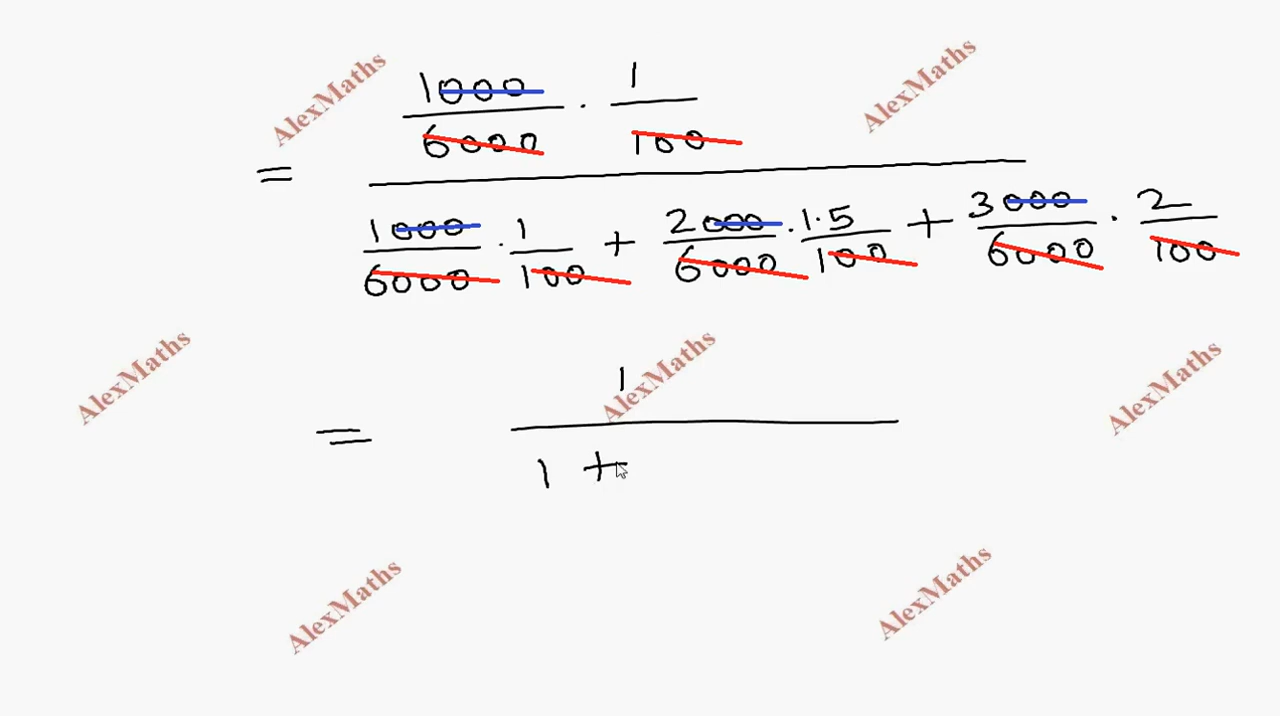 AlexMaths AlexMaths
1000 . 1
6000 100
=
1000 . 1 + 2000 . 1.5 + 3000 . 2
6000 100 6000 100 6000 100
AlexMaths AlexMaths AlexMaths
1
=
1 +
AlexMaths AlexMaths